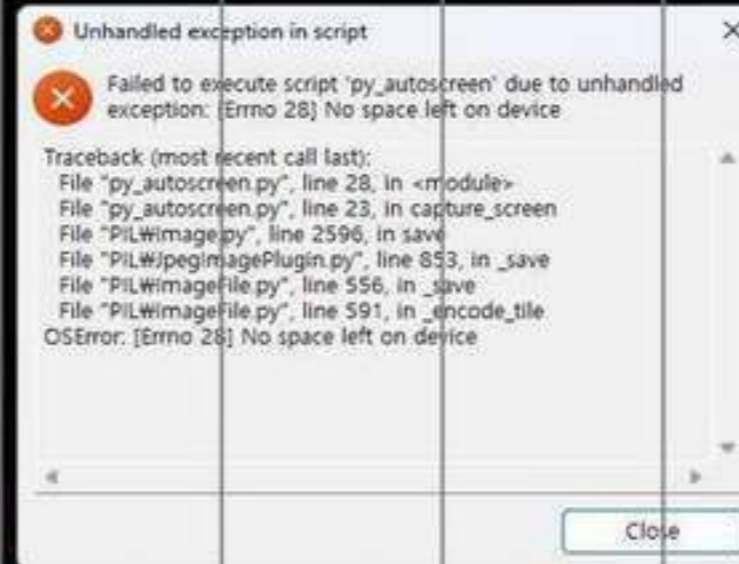 Unhandled exception in script
Failed to execute script 'py_autoscreen' due to unhandled
exception: [Errno 28] No space left on device
Traceback (most recent call last):
File "py_autoscreen.py", line 28, in <module>
File "py_autoscreen.py", line 23, in capture_screen
File "PIL₩Image.py", line 2596, in save
File "PIL₩JpegImagePlugin.py", line 853, in _save
File "PIL₩ImageFile.py", line 556, in _save
File "PIL₩ImageFile.py", line 591, in _encode_tile
OSError: [Errno 28] No space left on device
Close